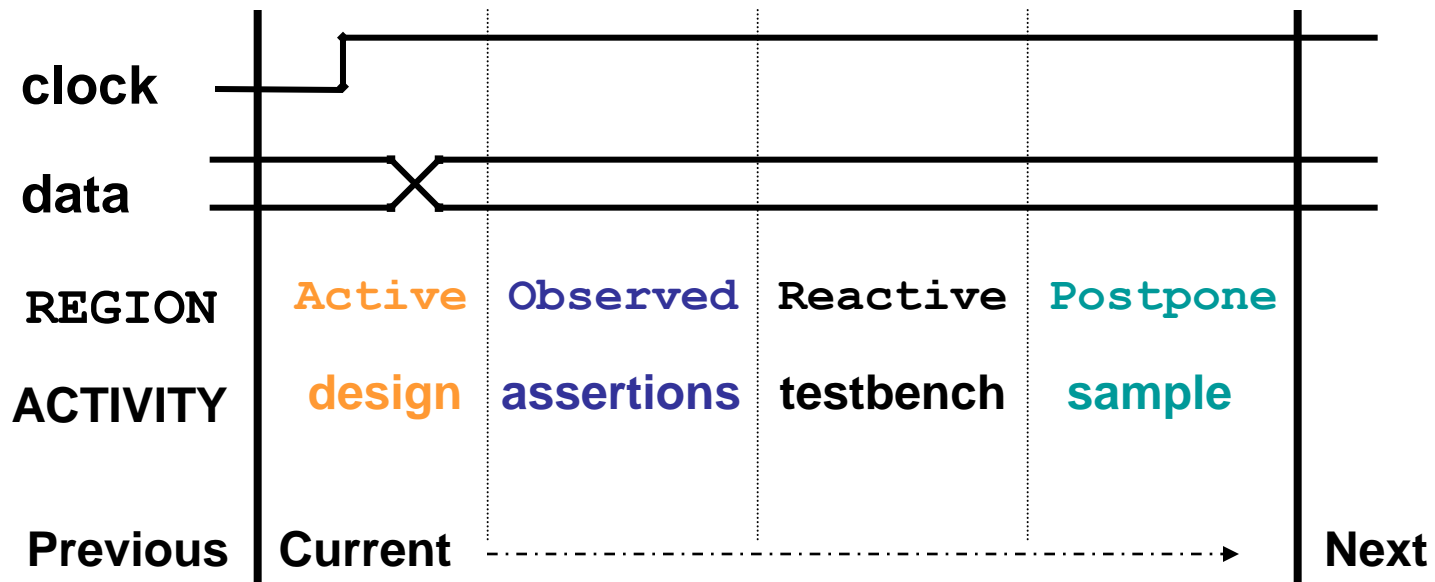 clock
data
REGION Active Observed Reactive Postpone
ACTIVITY design assertions testbench sample
Previous Current Next